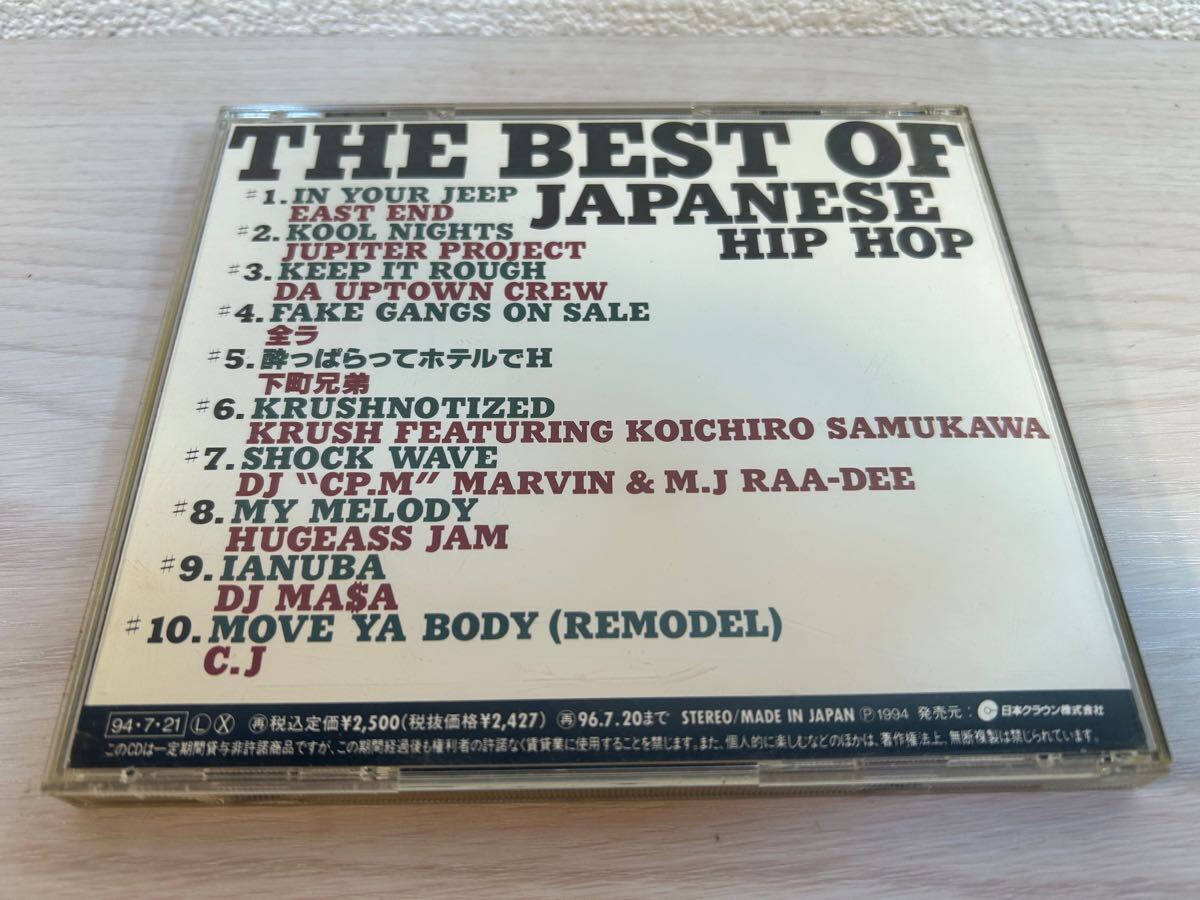 THE BEST OF
JAPANESE
HIP HOP
#1. IN YOUR JEEP
EAST END
#2. KOOL NIGHTS
JUPITER PROJECT
#3. KEEP IT ROUGH
DA UPTOWN CREW
#4. FAKE GANGS ON SALE
全ラ
#5. 酔っぱらってホテルでH
下町兄弟
#6. KRUSHNOTIZED
KRUSH FEATURING KOICHIRO SAMUKAWA
#7. SHOCK WAVE
DJ "CP.M" MARVIN & M.J RAA-DEE
#8. MY MELODY
HUGEASS JAM
#9. IANUBA
DJ MA$A
#10. MOVE YA BODY (REMODEL)
C.J
94・7・21 Ⓛ Ⓧ ㊢税込定価¥2,500(税抜価格¥2,427) ㊢96.7.20まで STEREO/MADE IN JAPAN Ⓟ1994 発売元: 日本クラウン株式会社
このCDは一定期間貸与非許諾商品ですが、この期間経過後も権利者の許諾なく賃貸業に使用することを禁じます。また、個人的に楽しむなどのほかは、著作権法上、無断複製は禁じられています。